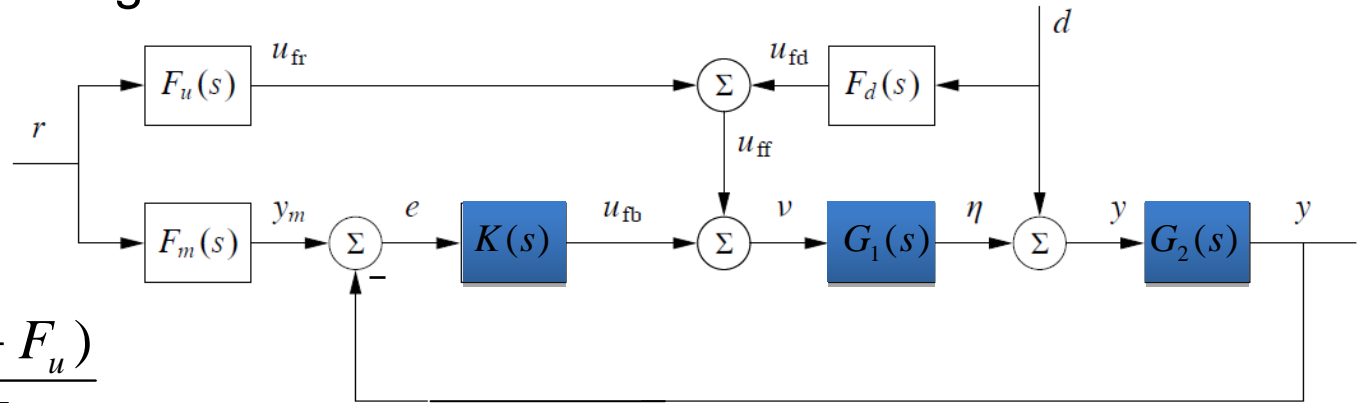 g
d
u_fr
u_fd
F_u(s)
Σ
F_d(s)
r
u_ff
y_m
e
u_fb
ν
η
y
y
F_m(s)
Σ
K(s)
Σ
G_1(s)
Σ
G_2(s)
−
F_u)